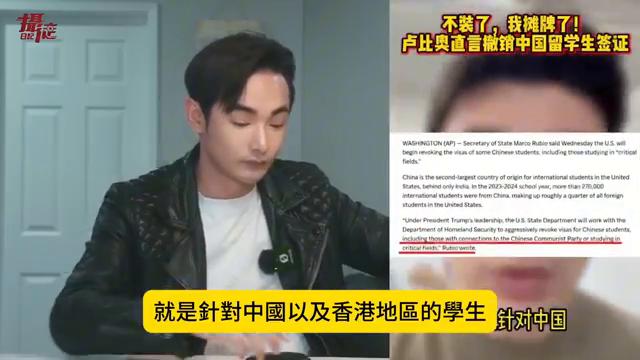 攝
日記
不裝了，我摊牌了！
卢比奥直言撤销中国留学生签证
WASHINGTON (AP) — Secretary of State Marco Rubio said Wednesday the U.S. will
begin revoking the visas of some Chinese students, including those studying in “critical
fields.”
China is the second-largest country of origin for international students in the United
States, behind only India. In the 2023-2024 school year, more than 270,000
international students were from China, making up roughly a quarter of all foreign
students in the United States.
“Under President Trump's leadership, the U.S. State Department will work with the
Department of Homeland Security to aggressively revoke visas for Chinese students,
including those with connections to the Chinese Communist Party or studying in
critical fields,” Rubio wrote.
针对中国
就是針對中國以及香港地區的學生